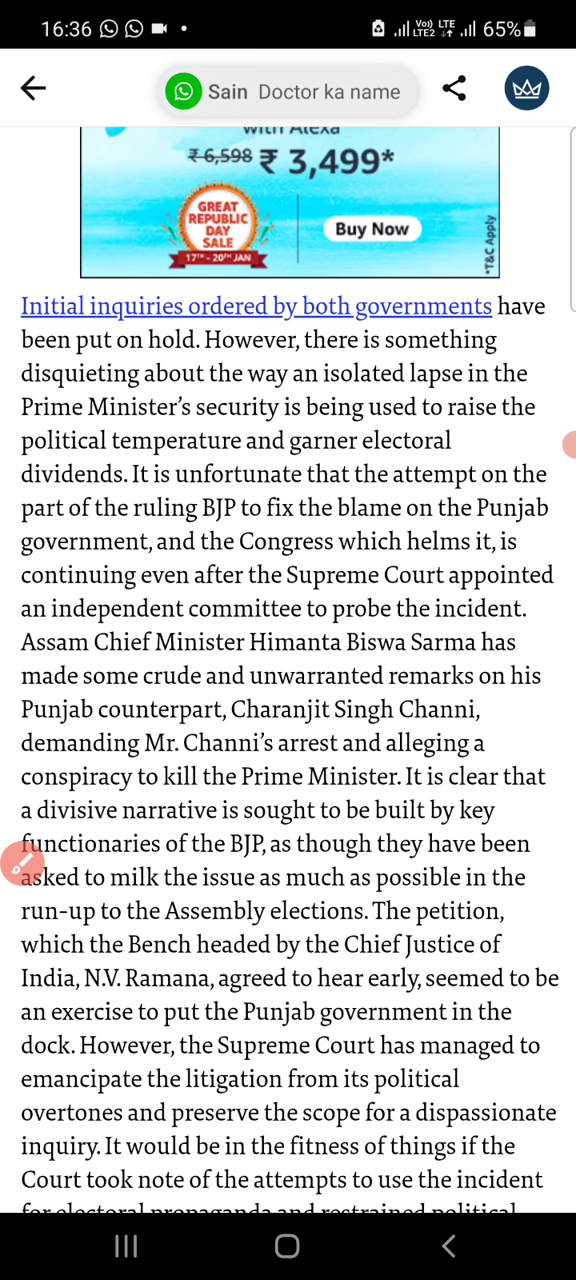 16:36
Vo) LTE
LTE2
65%
Sain Doctor ka name
with Alexa
₹ 6,598 ₹ 3,499*
GREAT
REPUBLIC
DAY
SALE
17TH - 20TH JAN
Buy Now
*T&C Apply
Initial inquiries ordered by both governments have
been put on hold. However, there is something
disquieting about the way an isolated lapse in the
Prime Minister’s security is being used to raise the
political temperature and garner electoral
dividends. It is unfortunate that the attempt on the
part of the ruling BJP to fix the blame on the Punjab
government, and the Congress which helms it, is
continuing even after the Supreme Court appointed
an independent committee to probe the incident.
Assam Chief Minister Himanta Biswa Sarma has
made some crude and unwarranted remarks on his
Punjab counterpart, Charanjit Singh Channi,
demanding Mr. Channi’s arrest and alleging a
conspiracy to kill the Prime Minister. It is clear that
a divisive narrative is sought to be built by key
functionaries of the BJP, as though they have been
asked to milk the issue as much as possible in the
run-up to the Assembly elections. The petition,
which the Bench headed by the Chief Justice of
India, N.V. Ramana, agreed to hear early, seemed to be
an exercise to put the Punjab government in the
dock. However, the Supreme Court has managed to
emancipate the litigation from its political
overtones and preserve the scope for a dispassionate
inquiry. It would be in the fitness of things if the
Court took note of the attempts to use the incident
for electoral propaganda and restrained political